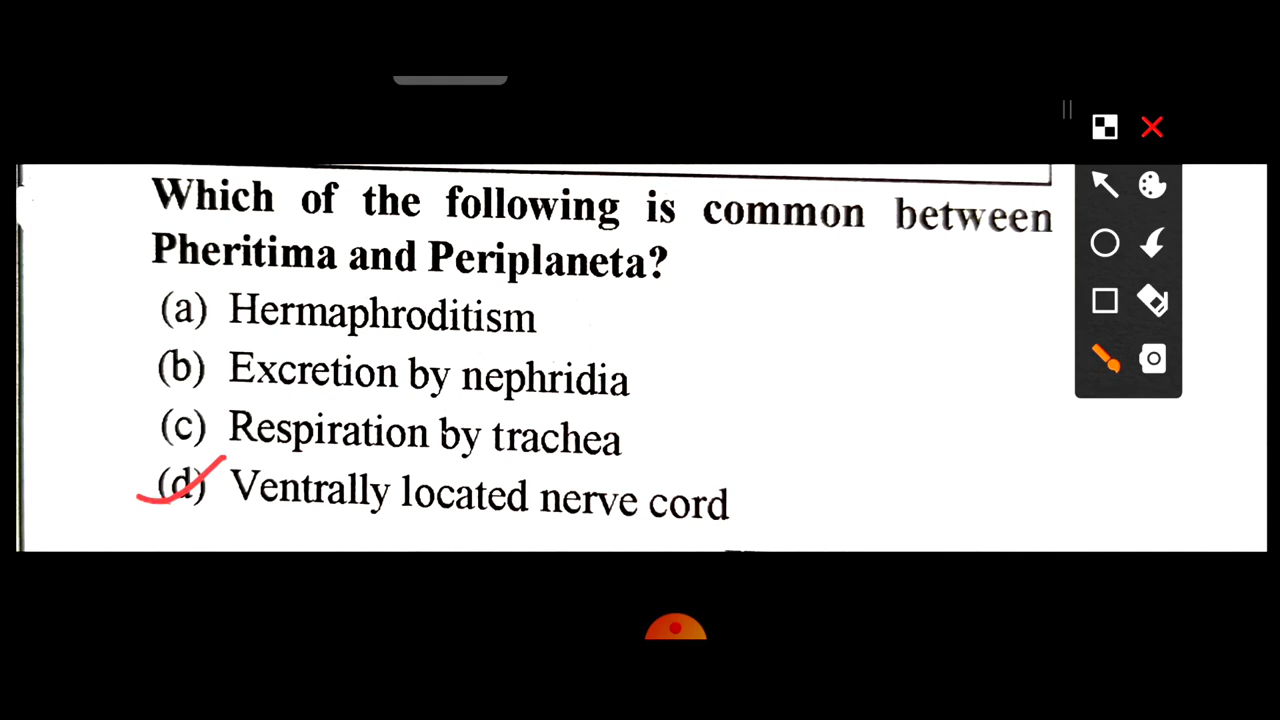 Which of the following is common between
Pheritima and Periplaneta?
(a) Hermaphroditism
(b) Excretion by nephridia
(c) Respiration by trachea
(d) Ventrally located nerve cord